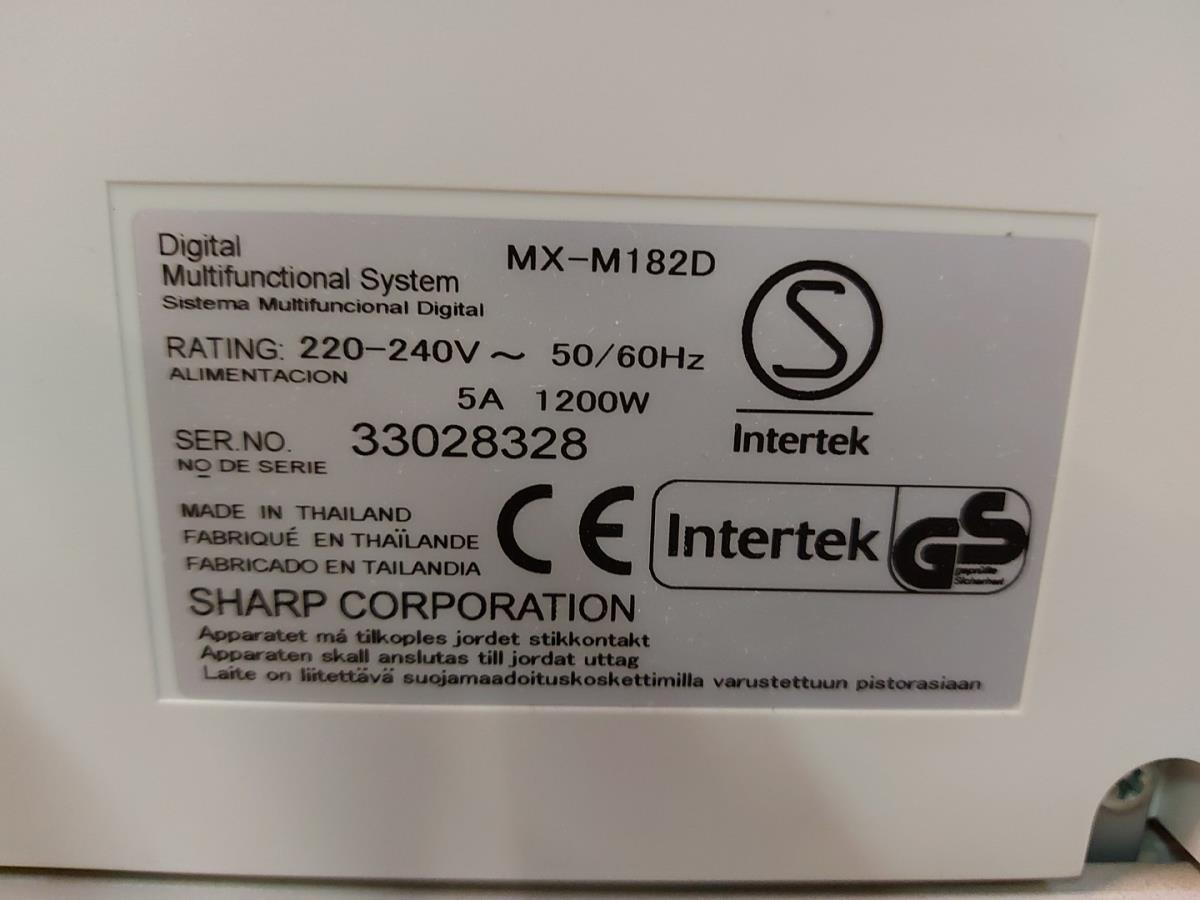 Digital
Multifunctional System
Sistema Multifuncional Digital
MX-M182D
RATING: 220-240V ~ 50/60Hz
ALIMENTACION
5A 1200W
SER.NO. 33028328
NO DE SERIE
S
Intertek
MADE IN THAILAND
FABRIQUÉ EN THAÏLANDE
FABRICADO EN TAILANDIA
CE
Intertek
GS
geprüfte
Sicherheit
SHARP CORPORATION
Apparatet må tilkoples jordet stikkontakt
Apparaten skall anslutas till jordat uttag
Laite on liitettävä suojamaadoituskoskettimilla varustettuun pistorasiaan